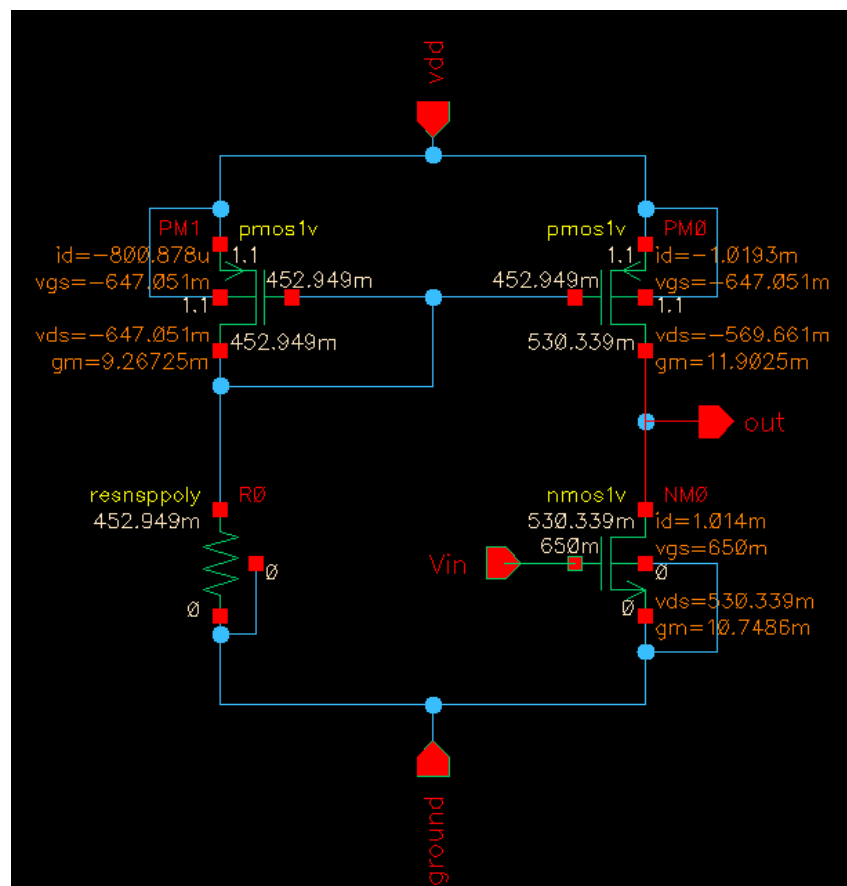 vdd
PM1
pmos1v
id=-800.878u
1.1
vgs=-647.051m
452.949m
1.1
vds=-647.051m
452.949m
gm=9.26725m
pmos1v
PM0
1.1
id=-1.0193m
452.949m
vgs=-647.051m
1.1
530.339m
vds=-569.661m
gm=11.9025m
out
resnsppoly
R0
452.949m
0
0
nmos1v
NM0
530.339m
id=1.014m
650m
vgs=650m
Vin
0
0
vds=530.339m
gm=10.7486m
ground